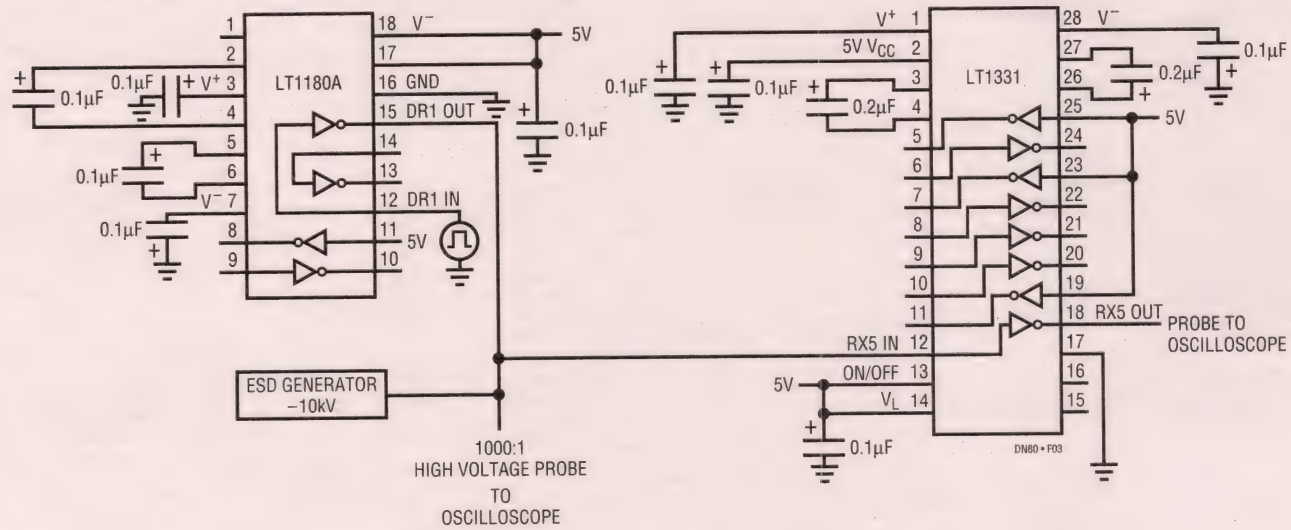 1
2
0.1μF V+
3
+
0.1μF
4
5
+
0.1μF
6
V– 7
0.1μF
+
8
9
LT1180A
18 V–
5V
17
16 GND
15 DR1 OUT
+
0.1μF
14
13
12 DR1 IN
11
5V
10
ESD GENERATOR
–10kV
1000:1
HIGH VOLTAGE PROBE
TO
OSCILLOSCOPE
V+
1
5V VCC
2
+
0.1μF
+
0.1μF
3
+
0.2μF
4
5
6
7
8
9
10
11
RX5 IN 12
ON/OFF 13
5V
VL 14
+
0.1μF
LT1331
28 V–
0.1μF
+
27
0.2μF
26
+
25
5V
24
23
22
21
20
19
18 RX5 OUT
PROBE TO
OSCILLOSCOPE
17
16
15
DN60 • F03